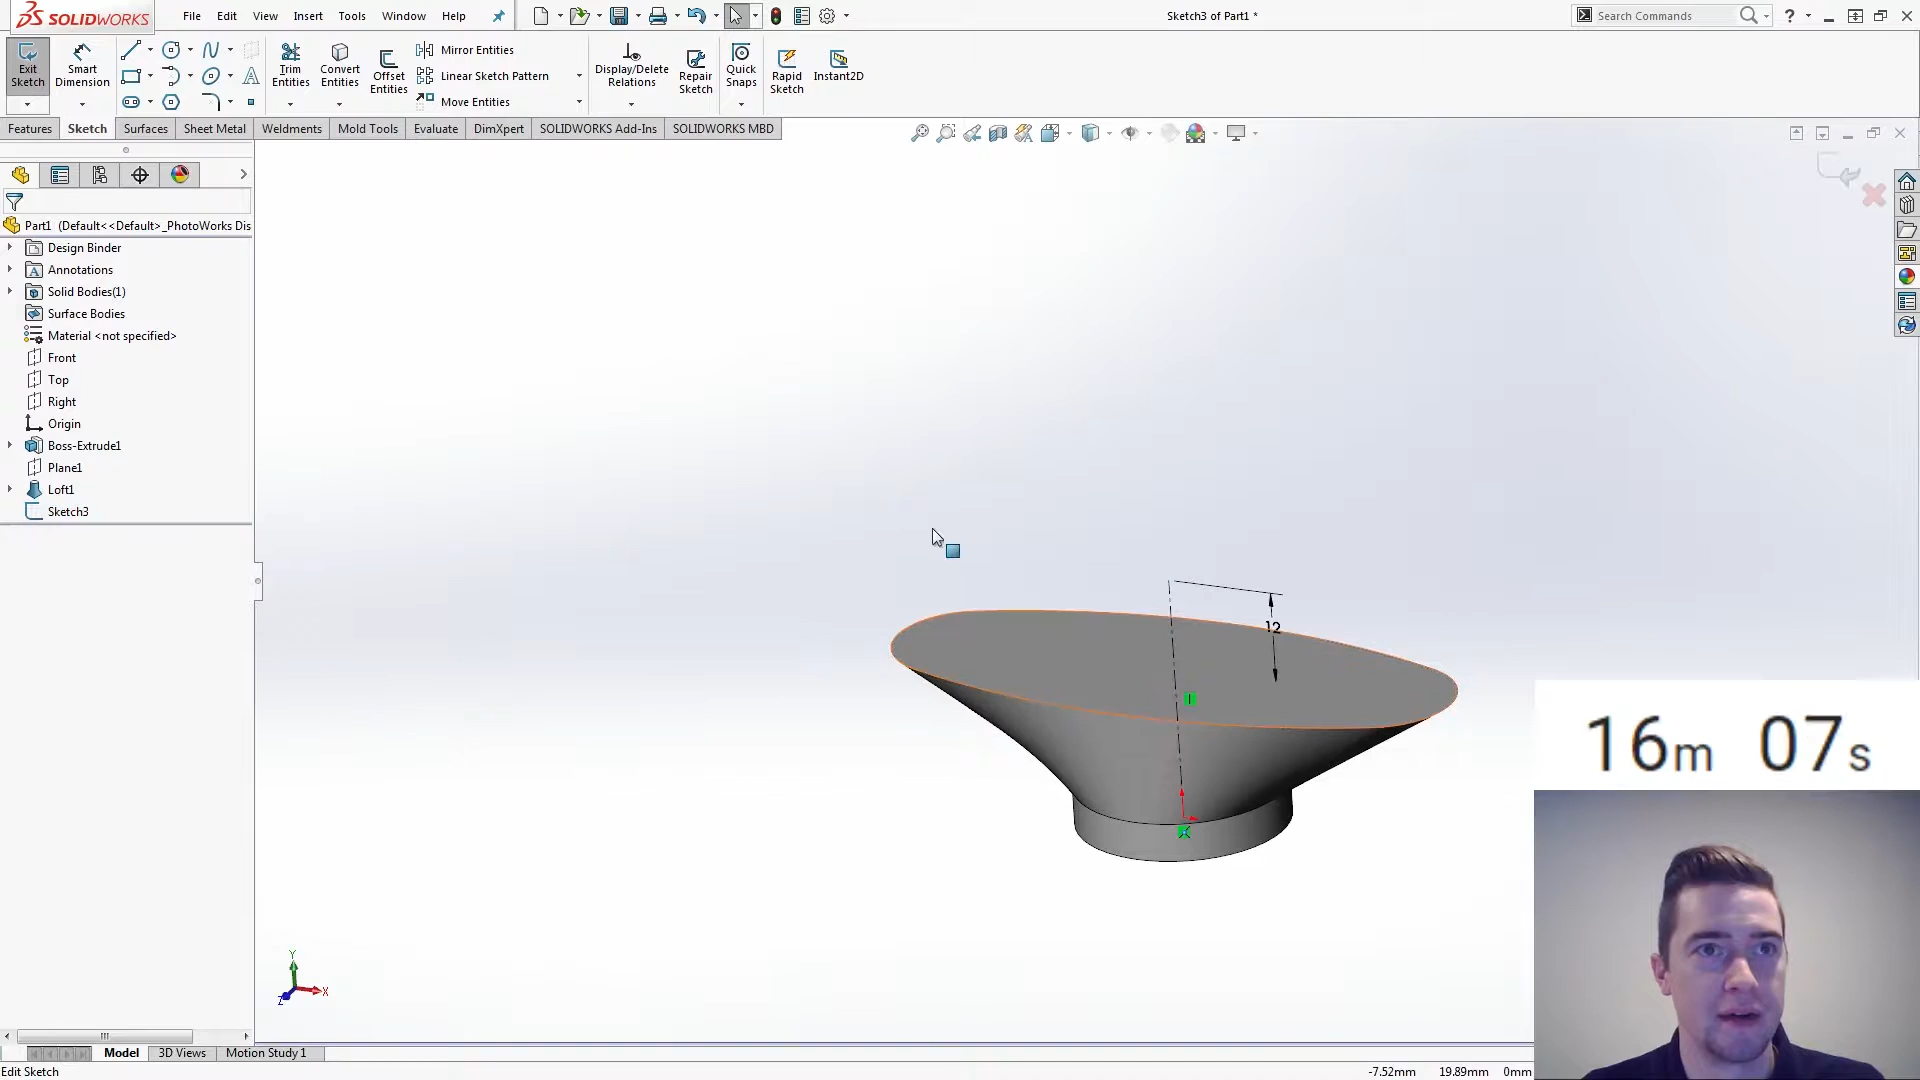 SOLIDWORKS
File Edit View Insert Tools Window Help
Sketch3 of Part1 *
Search Commands
Exit Sketch
Smart Dimension
Trim Entities
Convert Entities
Offset Entities
Mirror Entities
Linear Sketch Pattern
Move Entities
Display/Delete Relations
Repair Sketch
Quick Snaps
Rapid Sketch
Instant2D
Features Sketch Surfaces Sheet Metal Weldments Mold Tools Evaluate DimXpert SOLIDWORKS Add-Ins SOLIDWORKS MBD
Part1 (Default<<Default>_PhotoWorks Dis
Design Binder
Annotations
Solid Bodies(1)
Surface Bodies
Material <not specified>
Front
Top
Right
Origin
Boss-Extrude1
Plane1
Loft1
Sketch3
12
16m 07s
Y
X
Z
Model 3D Views Motion Study 1
Edit Sketch
-7.52mm 19.89mm 0mm